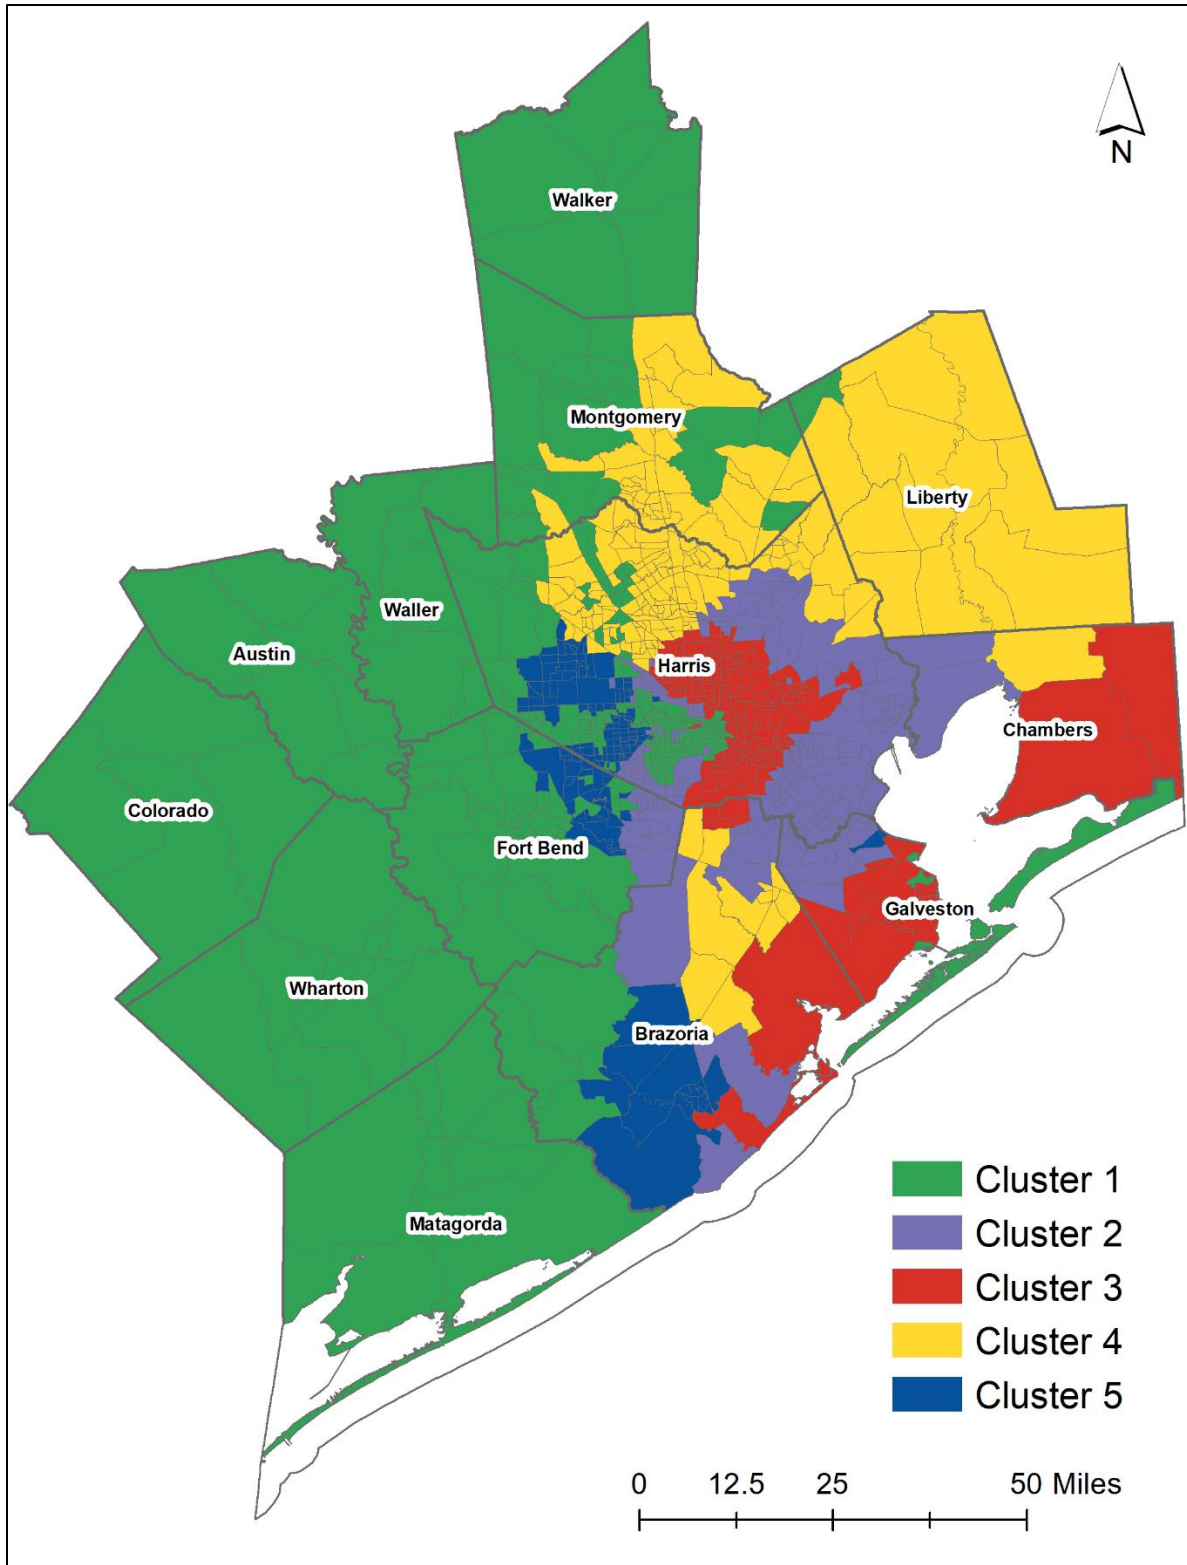 N
Walker
Montgomery
Liberty
Waller
Austin
Harris
Chambers
Colorado
Fort Bend
Galveston
Wharton
Brazoria
Matagorda
Cluster 1
Cluster 2
Cluster 3
Cluster 4
Cluster 5
0 12.5 25 50 Miles